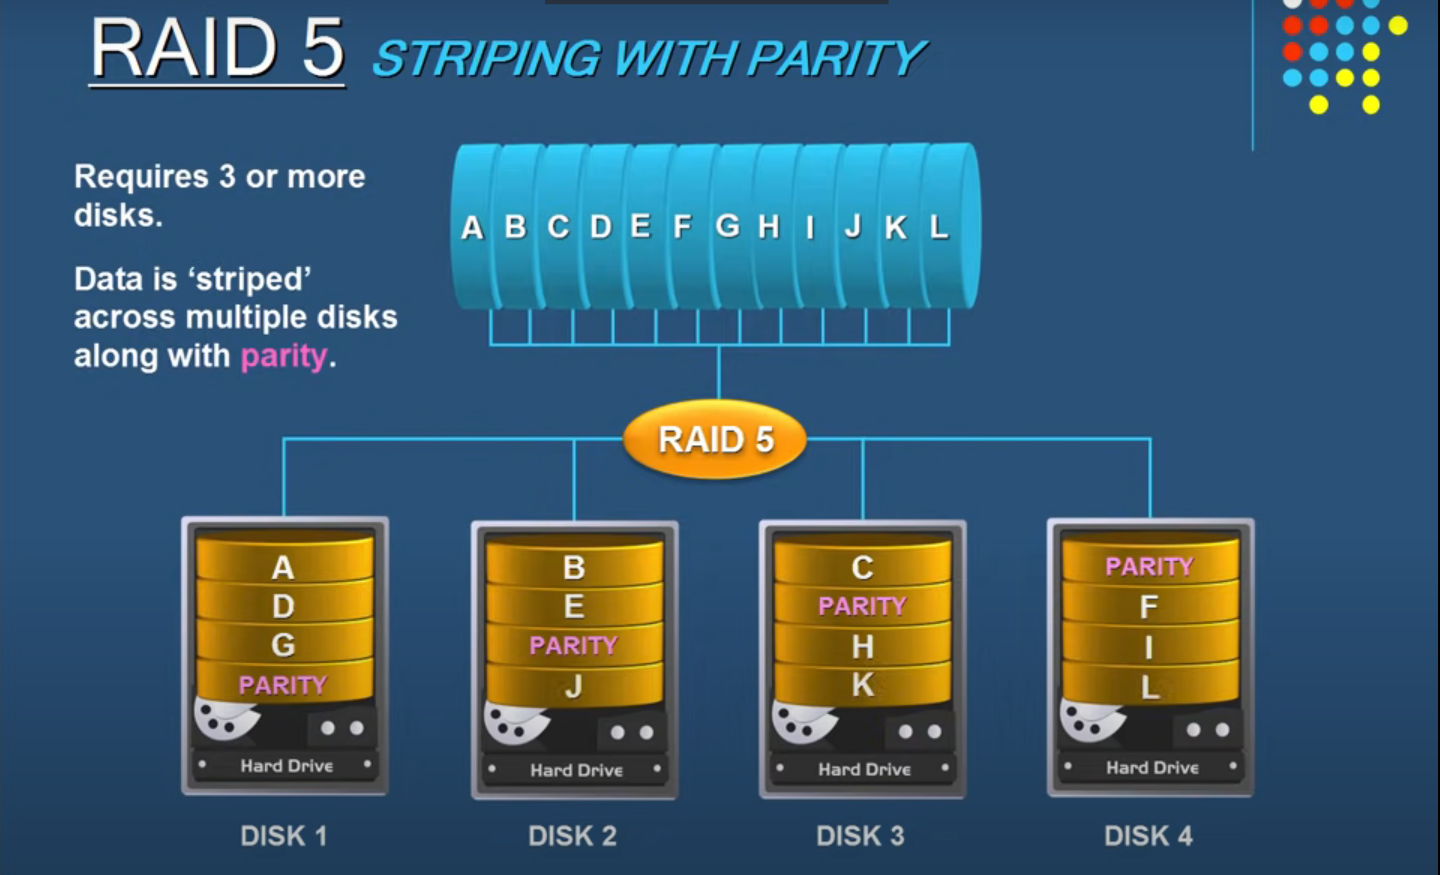 RAID 5 STRIPING WITH PARITY
Requires 3 or more
disks.
Data is ‘striped’
across multiple disks
along with parity.
A B C D E F G H I J K L
RAID 5
A
D
G
PARITY
Hard Drive
DISK 1
B
E
PARITY
J
Hard Drive
DISK 2
C
PARITY
H
K
Hard Drive
DISK 3
PARITY
F
I
L
Hard Drive
DISK 4